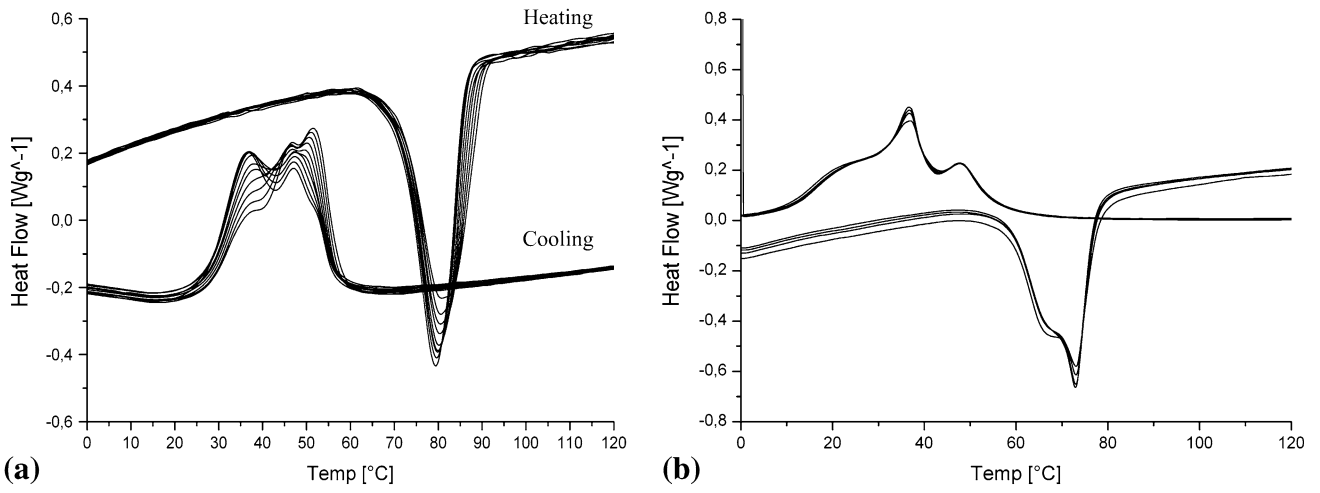 0,6
Heating
0,4
0,2
0,0
Cooling
-0,2
-0,4
-0,6
Heat Flow [Wg^-1]
0 10 20 30 40 50 60 70 80 90 100 110 120
Temp [°C]
(a)
0,8
0,6
0,4
0,2
0,0
-0,2
-0,4
-0,6
-0,8
Heat Flow [Wg^-1]
0 20 40 60 80 100 120
Temp [°C]
(b)